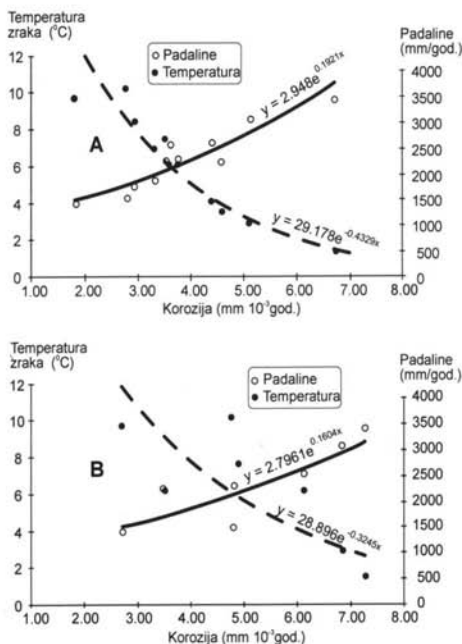 Temperatura
zraka (°C)
Padaline
(mm/god.)
Padaline
Temperatura
12
10
8
6
4
2
0
A
y = 2.948e^0.1921x
y = 29.178e^-0.4329x
4000
3500
3000
2500
2000
1500
1000
500
0
1.00 2.00 3.00 4.00 5.00 6.00 7.00 8.00
Korozija (mm 10^-3god.)
Temperatura
zraka (°C)
Padaline
(mm/god.)
Padaline
Temperatura
12
10
8
6
4
2
0
B
y = 2.7961e^0.1604x
y = 28.896e^-0.3245x
4000
3500
3000
2500
2000
1500
1000
500
0
1.00 2.00 3.00 4.00 5.00 6.00 7.00 8.00
Korozija (mm 10^-3god.)